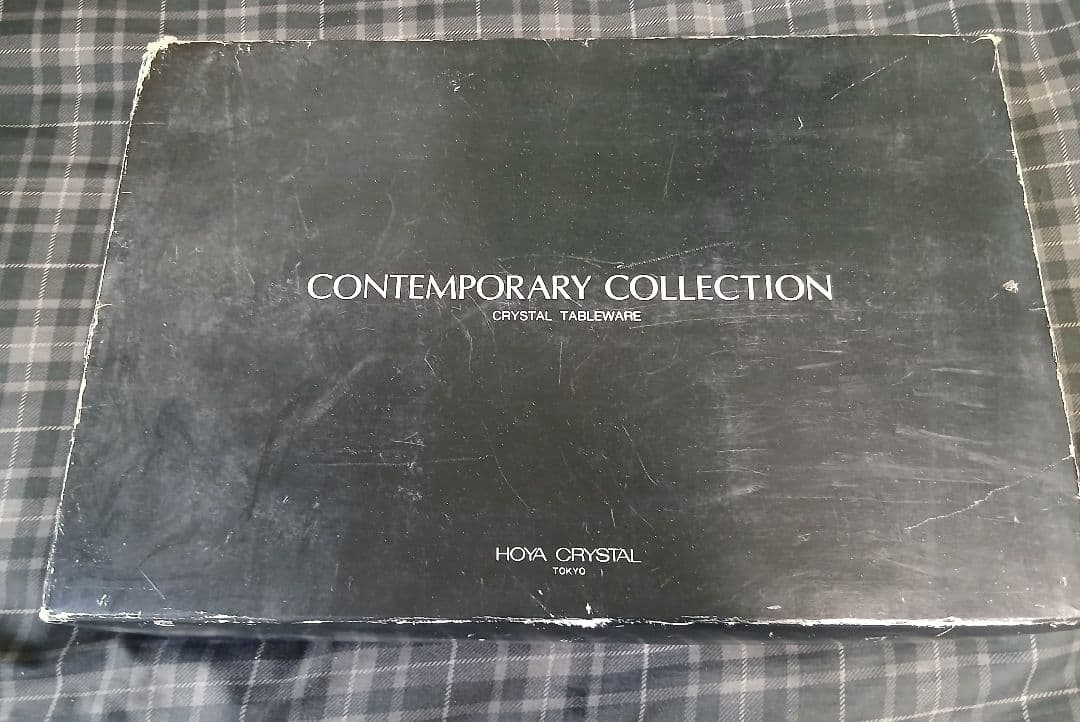 CONTEMPORARY COLLECTION
CRYSTAL TABLEWARE
HOYA CRYSTAL
TOKYO